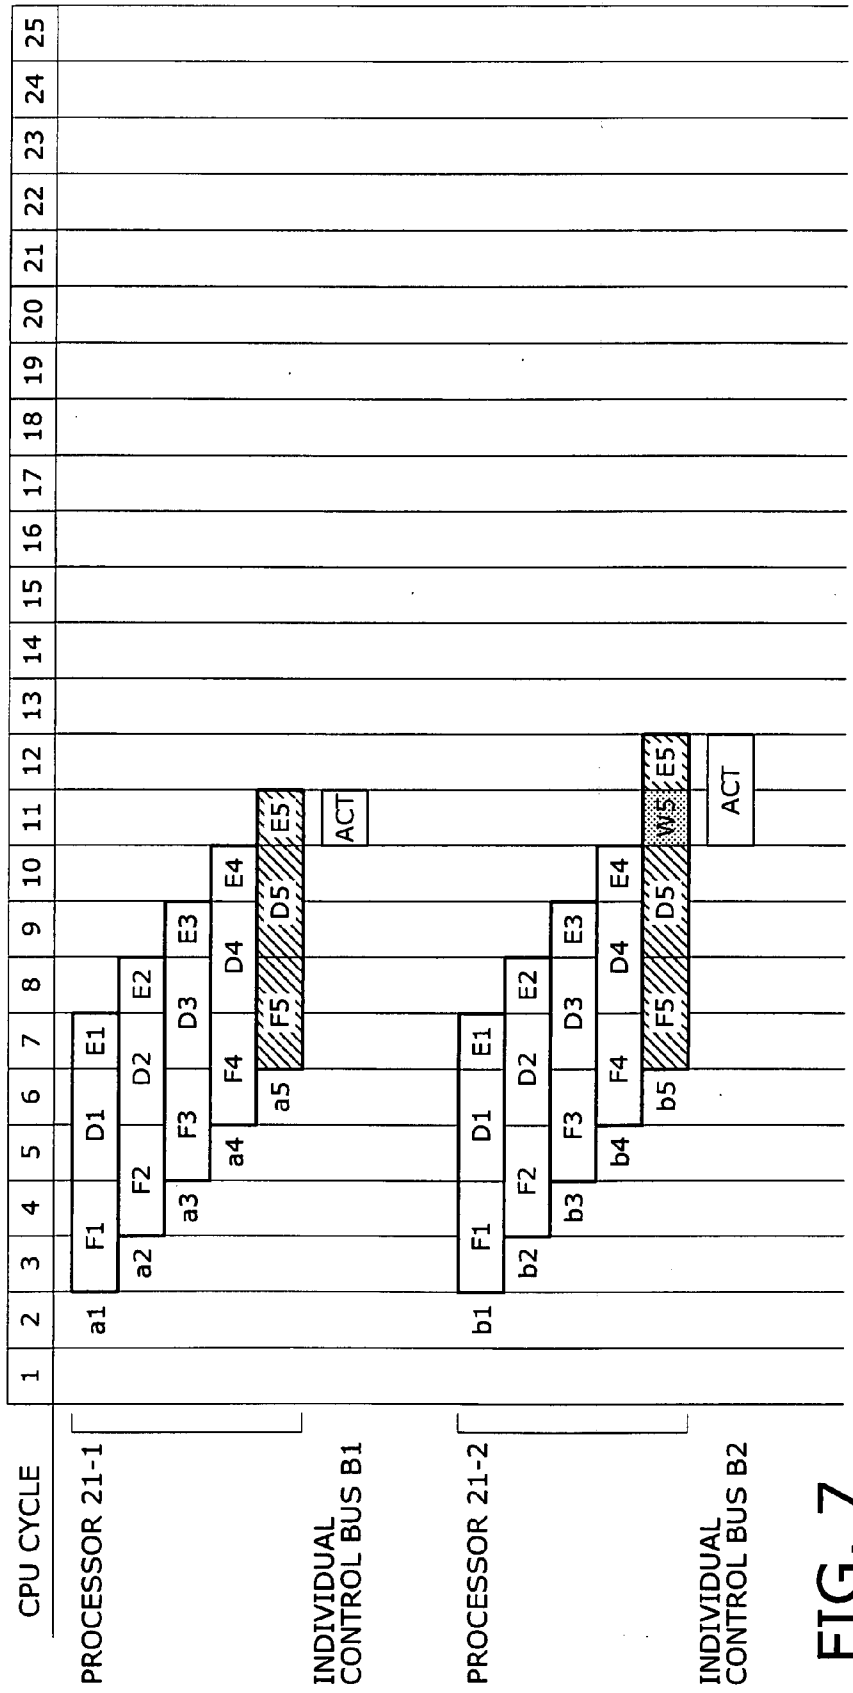 CPU CYCLE 1 2 3 4 5 6 7 8 9 10 11 12 13 14 15 16 17 18 19 20 21 22 23 24 25
PROCESSOR 21-1
a1 F1 D1 E1
a2 F2 D2 E2
a3 F3 D3 E3
a4 F4 D4 E4
a5 F5 D5 E5
INDIVIDUAL
CONTROL BUS B1
ACT
PROCESSOR 21-2
b1 F1 D1 E1
b2 F2 D2 E2
b3 F3 D3 E3
b4 F4 D4 E4
b5 F5 D5 W5 E5
INDIVIDUAL
CONTROL BUS B2
ACT
FIG. 7